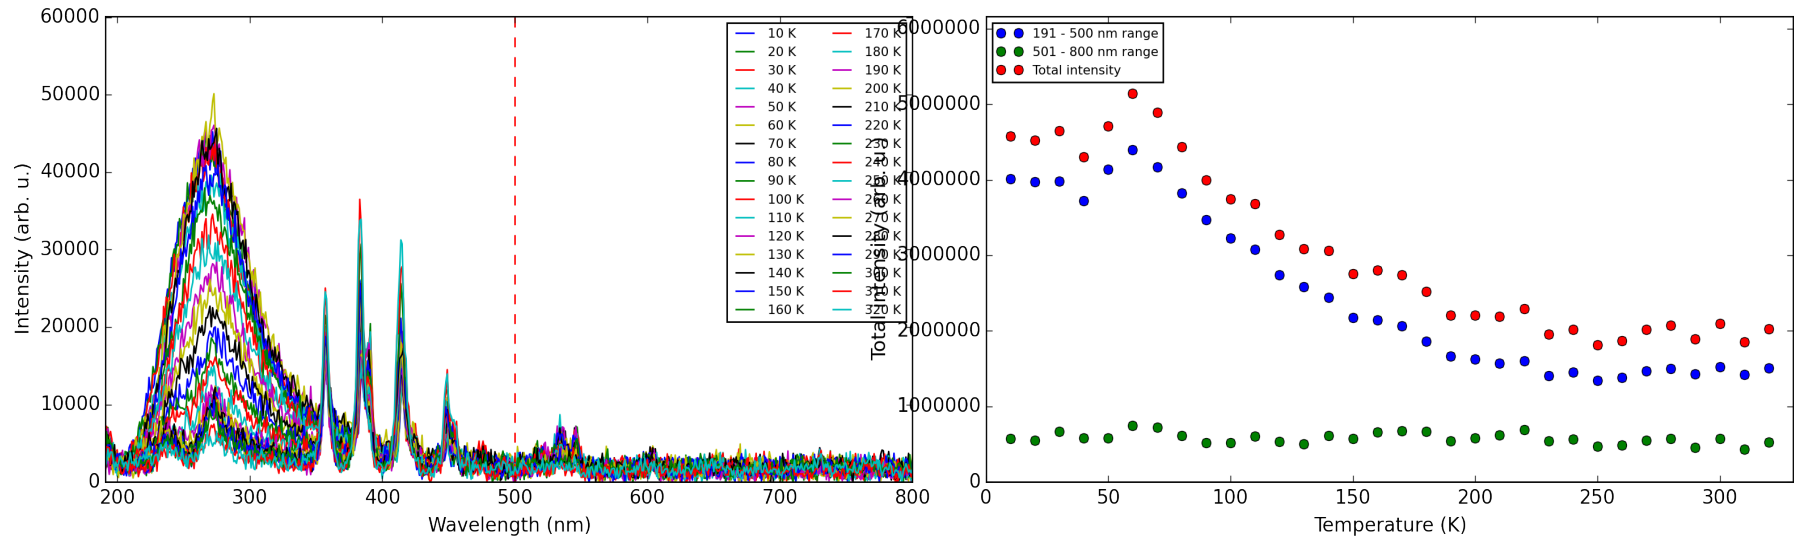 60000
50000
40000
30000
20000
10000
0
Intensity (arb. u.)
200 300 400 500 600 700 800
Wavelength (nm)
10 K 170 K
20 K 180 K
30 K 190 K
40 K 200 K
50 K 210 K
60 K 220 K
70 K 230 K
80 K 240 K
90 K 250 K
100 K 260 K
110 K 270 K
120 K 280 K
130 K 290 K
140 K 300 K
150 K 310 K
160 K 320 K
6000000
5000000
4000000
3000000
2000000
1000000
0
Total intensity (arb. u.)
191 - 500 nm range
501 - 800 nm range
Total intensity
0 50 100 150 200 250 300
Temperature (K)